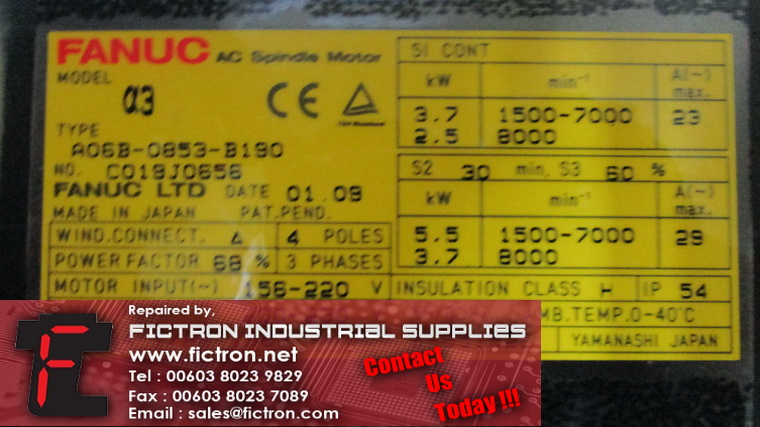 FANUC AC Spindle Motor
MODEL
α3
TYPE
A06B-0853-B190
NO. C019J0656
FANUC LTD DATE 01.09
MADE IN JAPAN PAT.PEND.
WIND.CONNECT. Δ 4 POLES
POWER FACTOR 68 % 3 PHASES
MOTOR INPUT(~) 156-220 V
S1 CONT
kW min⁻¹ A(~) max.
3.7 1500-7000 23
2.5 8000
S2 30 min, S3 60 %
kW min⁻¹ A(~) max.
5.5 1500-7000 29
3.7 8000
INSULATION CLASS H IP 54
MB.TEMP.0-40°C
YAMANASHI JAPAN
CE
Repaired by,
FICTRON INDUSTRIAL SUPPLIES
www.fictron.net
Tel : 00603 8023 9829
Fax : 00603 8023 7089
Email : sales@fictron.com
Contact
Us
Today !!!